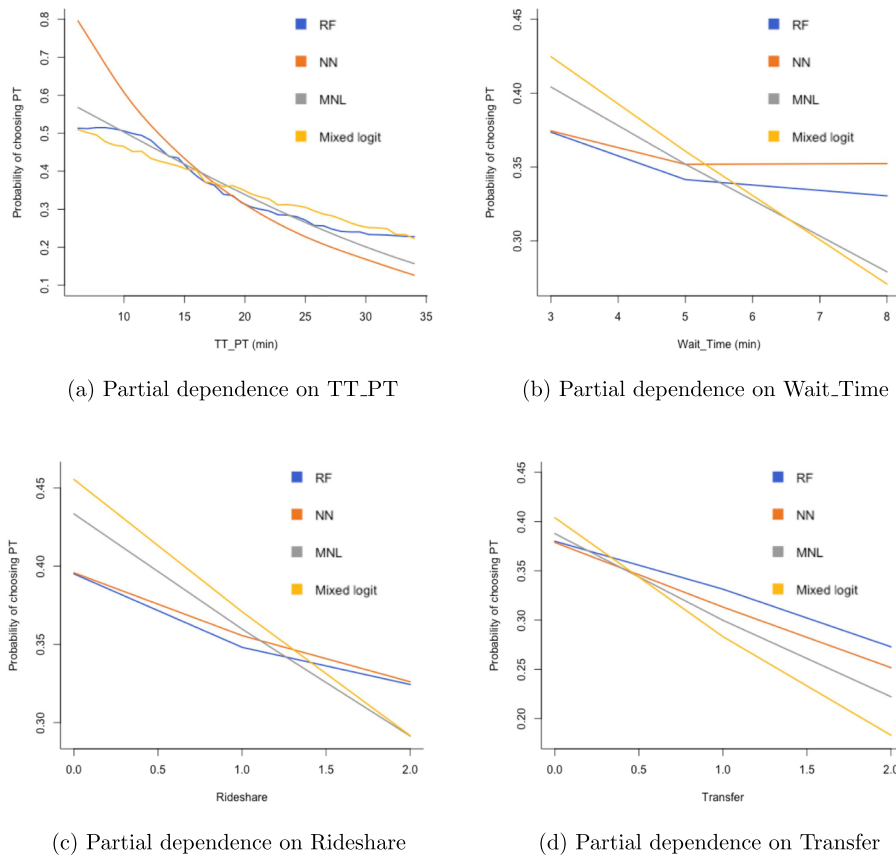 Probability of choosing PT
0.8
0.7
0.6
0.5
0.4
0.3
0.2
0.1
RF
NN
MNL
Mixed logit
10
15
20
25
30
35
TT_PT (min)
(a) Partial dependence on TT_PT
Probability of choosing PT
0.45
0.40
0.35
0.30
RF
NN
MNL
Mixed logit
3
4
5
6
7
8
Wait_Time (min)
(b) Partial dependence on Wait_Time
Probability of choosing PT
0.45
0.40
0.35
0.30
RF
NN
MNL
Mixed logit
0.0
0.5
1.0
1.5
2.0
Rideshare
(c) Partial dependence on Rideshare
Probability of choosing PT
0.45
0.40
0.35
0.30
0.25
0.20
RF
NN
MNL
Mixed logit
0.0
0.5
1.0
1.5
2.0
Transfer
(d) Partial dependence on Transfer